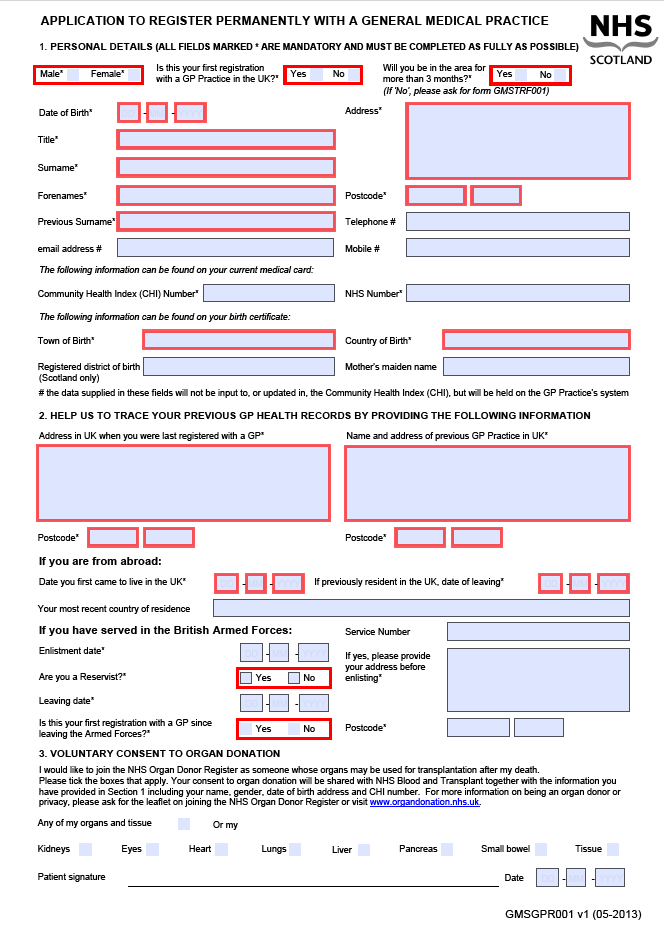 APPLICATION TO REGISTER PERMANENTLY WITH A GENERAL MEDICAL PRACTICE
NHS
SCOTLAND
1. PERSONAL DETAILS (ALL FIELDS MARKED * ARE MANDATORY AND MUST BE COMPLETED AS FULLY AS POSSIBLE)
Male* Female* Is this your first registration with a GP Practice in the UK?* Yes No Will you be in the area for more than 3 months?* Yes No
(If 'No', please ask for form GMSTRF001)
Date of Birth* DD - MM - YYYY Address*
Title*
Surname*
Forenames* Postcode*
Previous Surname* Telephone #
email address # Mobile #
The following information can be found on your current medical card:
Community Health Index (CHI) Number* NHS Number*
The following information can be found on your birth certificate:
Town of Birth* Country of Birth*
Registered district of birth Mother's maiden name
(Scotland only)
# the data supplied in these fields will not be input to, or updated in, the Community Health Index (CHI), but will be held on the GP Practice's system
2. HELP US TO TRACE YOUR PREVIOUS GP HEALTH RECORDS BY PROVIDING THE FOLLOWING INFORMATION
Address in UK when you were last registered with a GP* Name and address of previous GP Practice in UK*
Postcode* Postcode*
If you are from abroad:
Date you first came to live in the UK* DD - MM - YYYY If previously resident in the UK, date of leaving* DD - MM - YYYY
Your most recent country of residence
If you have served in the British Armed Forces: Service Number
Enlistment date* DD - MM - YYYY If yes, please provide your address before enlisting*
Are you a Reservist?* Yes No
Leaving date* DD - MM - YYYY
Is this your first registration with a GP since leaving the Armed Forces?* Yes No Postcode*
3. VOLUNTARY CONSENT TO ORGAN DONATION
I would like to join the NHS Organ Donor Register as someone whose organs may be used for transplantation after my death.
Please tick the boxes that apply. Your consent to organ donation will be shared with NHS Blood and Transplant together with the information you
have provided in Section 1 including your name, gender, date of birth address and CHI number. For more information on being an organ donor or
privacy, please ask for the leaflet on joining the NHS Organ Donor Register or visit www.organdonation.nhs.uk.
Any of my organs and tissue Or my
Kidneys Eyes Heart Lungs Liver Pancreas Small bowel Tissue
Patient signature Date DD - MM - YYYY
GMSGPR001 v1 (05-2013)